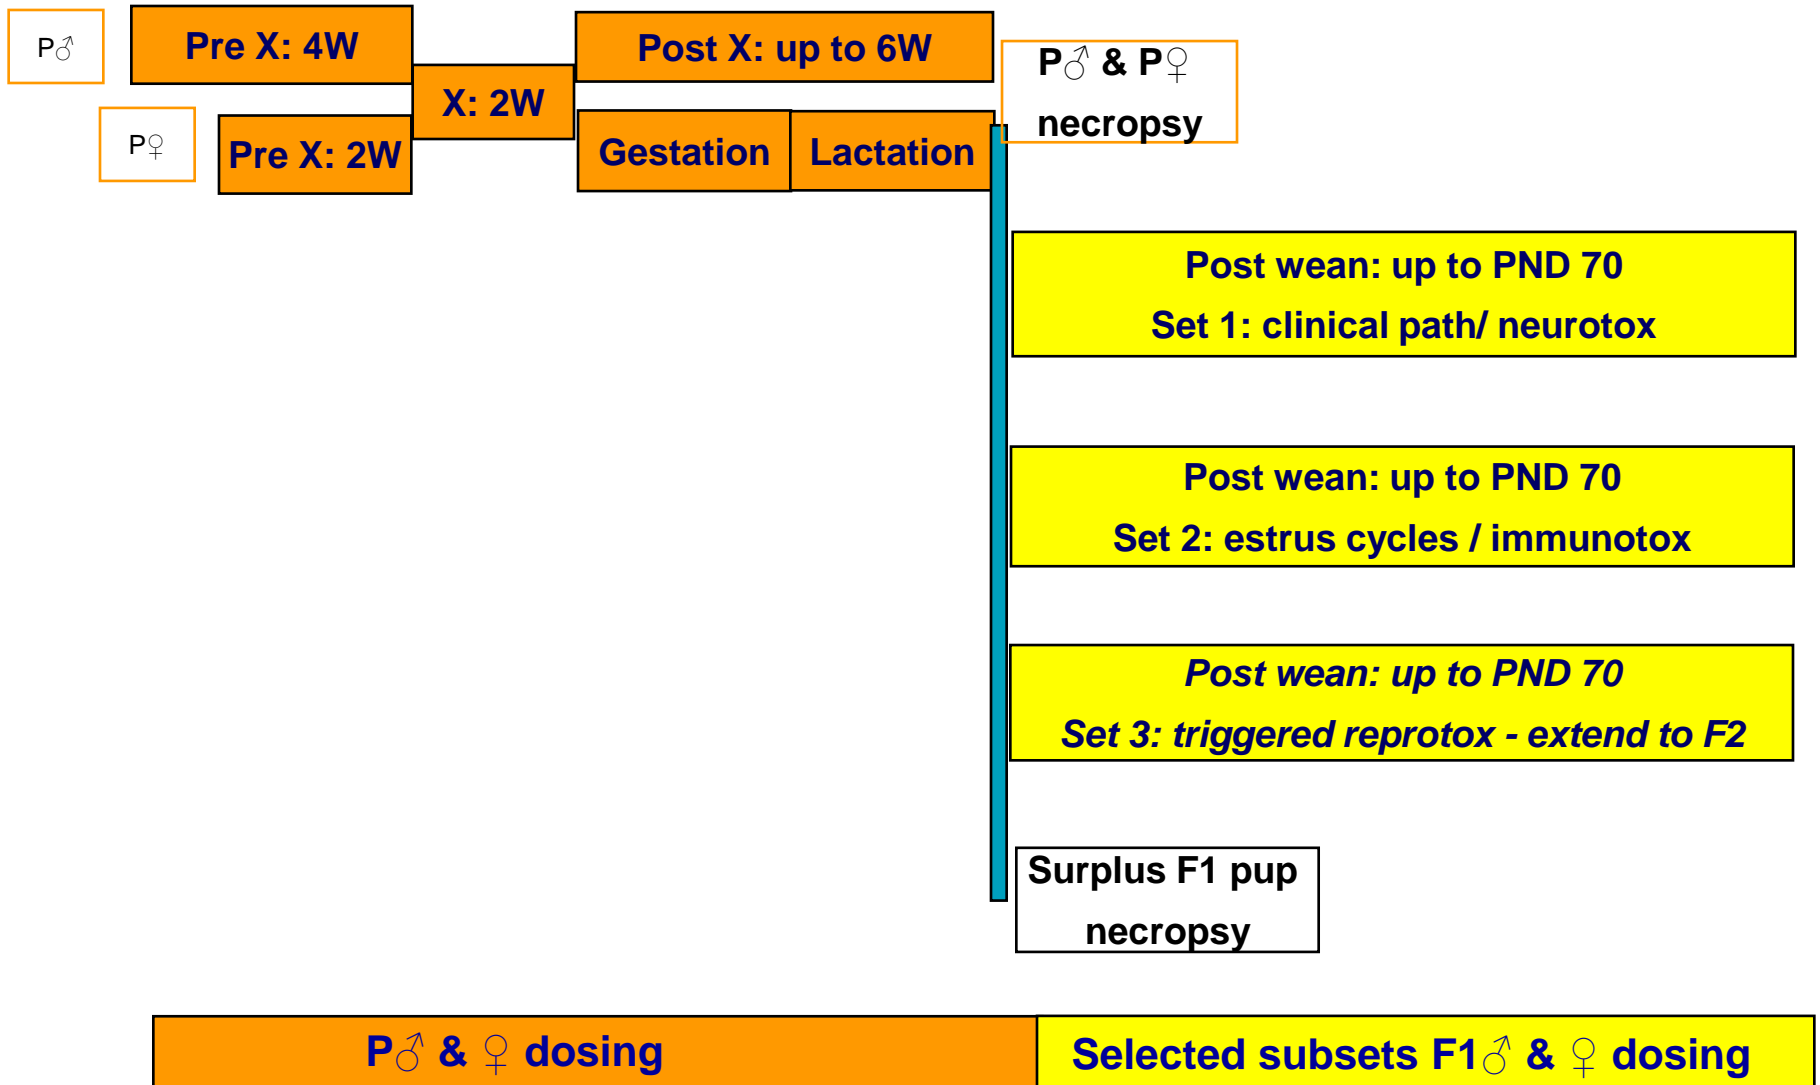 P♂
Pre X: 4W
Post X: up to 6W
P♂ & P♀
necropsy
X: 2W
P♀
Pre X: 2W
Gestation
Lactation
Post wean: up to PND 70
Set 1: clinical path/ neurotox
Post wean: up to PND 70
Set 2: estrus cycles / immunotox
Post wean: up to PND 70
Set 3: triggered reprotox - extend to F2
Surplus F1 pup
necropsy
P♂ & ♀ dosing
Selected subsets F1♂ & ♀ dosing